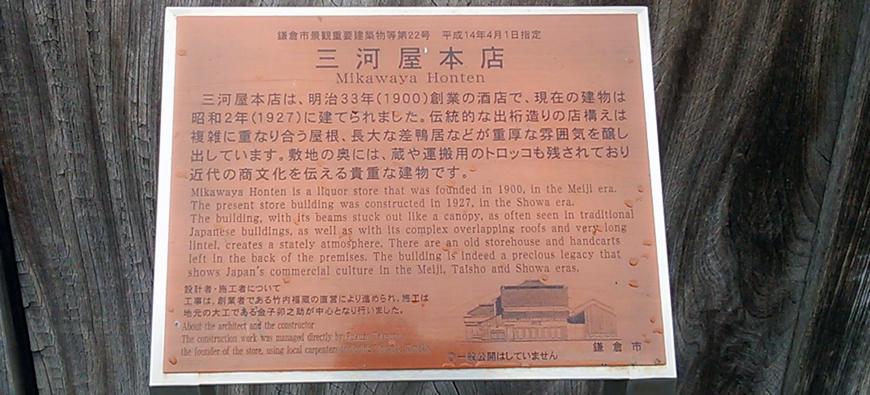 鎌倉市景観重要建築物等第22号　平成14年4月1日指定
三河屋本店
Mikawaya Honten
三河屋本店は、明治33年(1900)創業の酒店で、現在の建物は
昭和2年(1927)に建てられました。伝統的な出桁造りの店構えは
複雑に重なり合う屋根、長大な差鴨居などが重厚な雰囲気を醸し
出しています。敷地の奥には、蔵や運搬用のトロッコも残されており
近代の商文化を伝える貴重な建物です。
Mikawaya Honten is a liquor store that was founded in 1900, in the Meiji era.
The present store building was constructed in 1927, in the Showa era.
The building, with its beams stuck out like a canopy, as often seen in traditional
Japanese buildings, as well as with its complex overlapping roofs and very long
lintel, creates a stately atmosphere. There are an old storehouse and handcarts
left in the back of the premises. The building is indeed a precious legacy that
shows Japan's commercial culture in the Meiji, Taisho and Showa eras.
設計者・施工者について
工事は、創業者である竹内福蔵の直営により進められ、施工は
地元の大工である金子卯之助が中心となり行いました。
About the architect and the constructor
The construction work was managed directly by
the founder of the store, using local carpenters
鎌倉市
一般公開はしていません